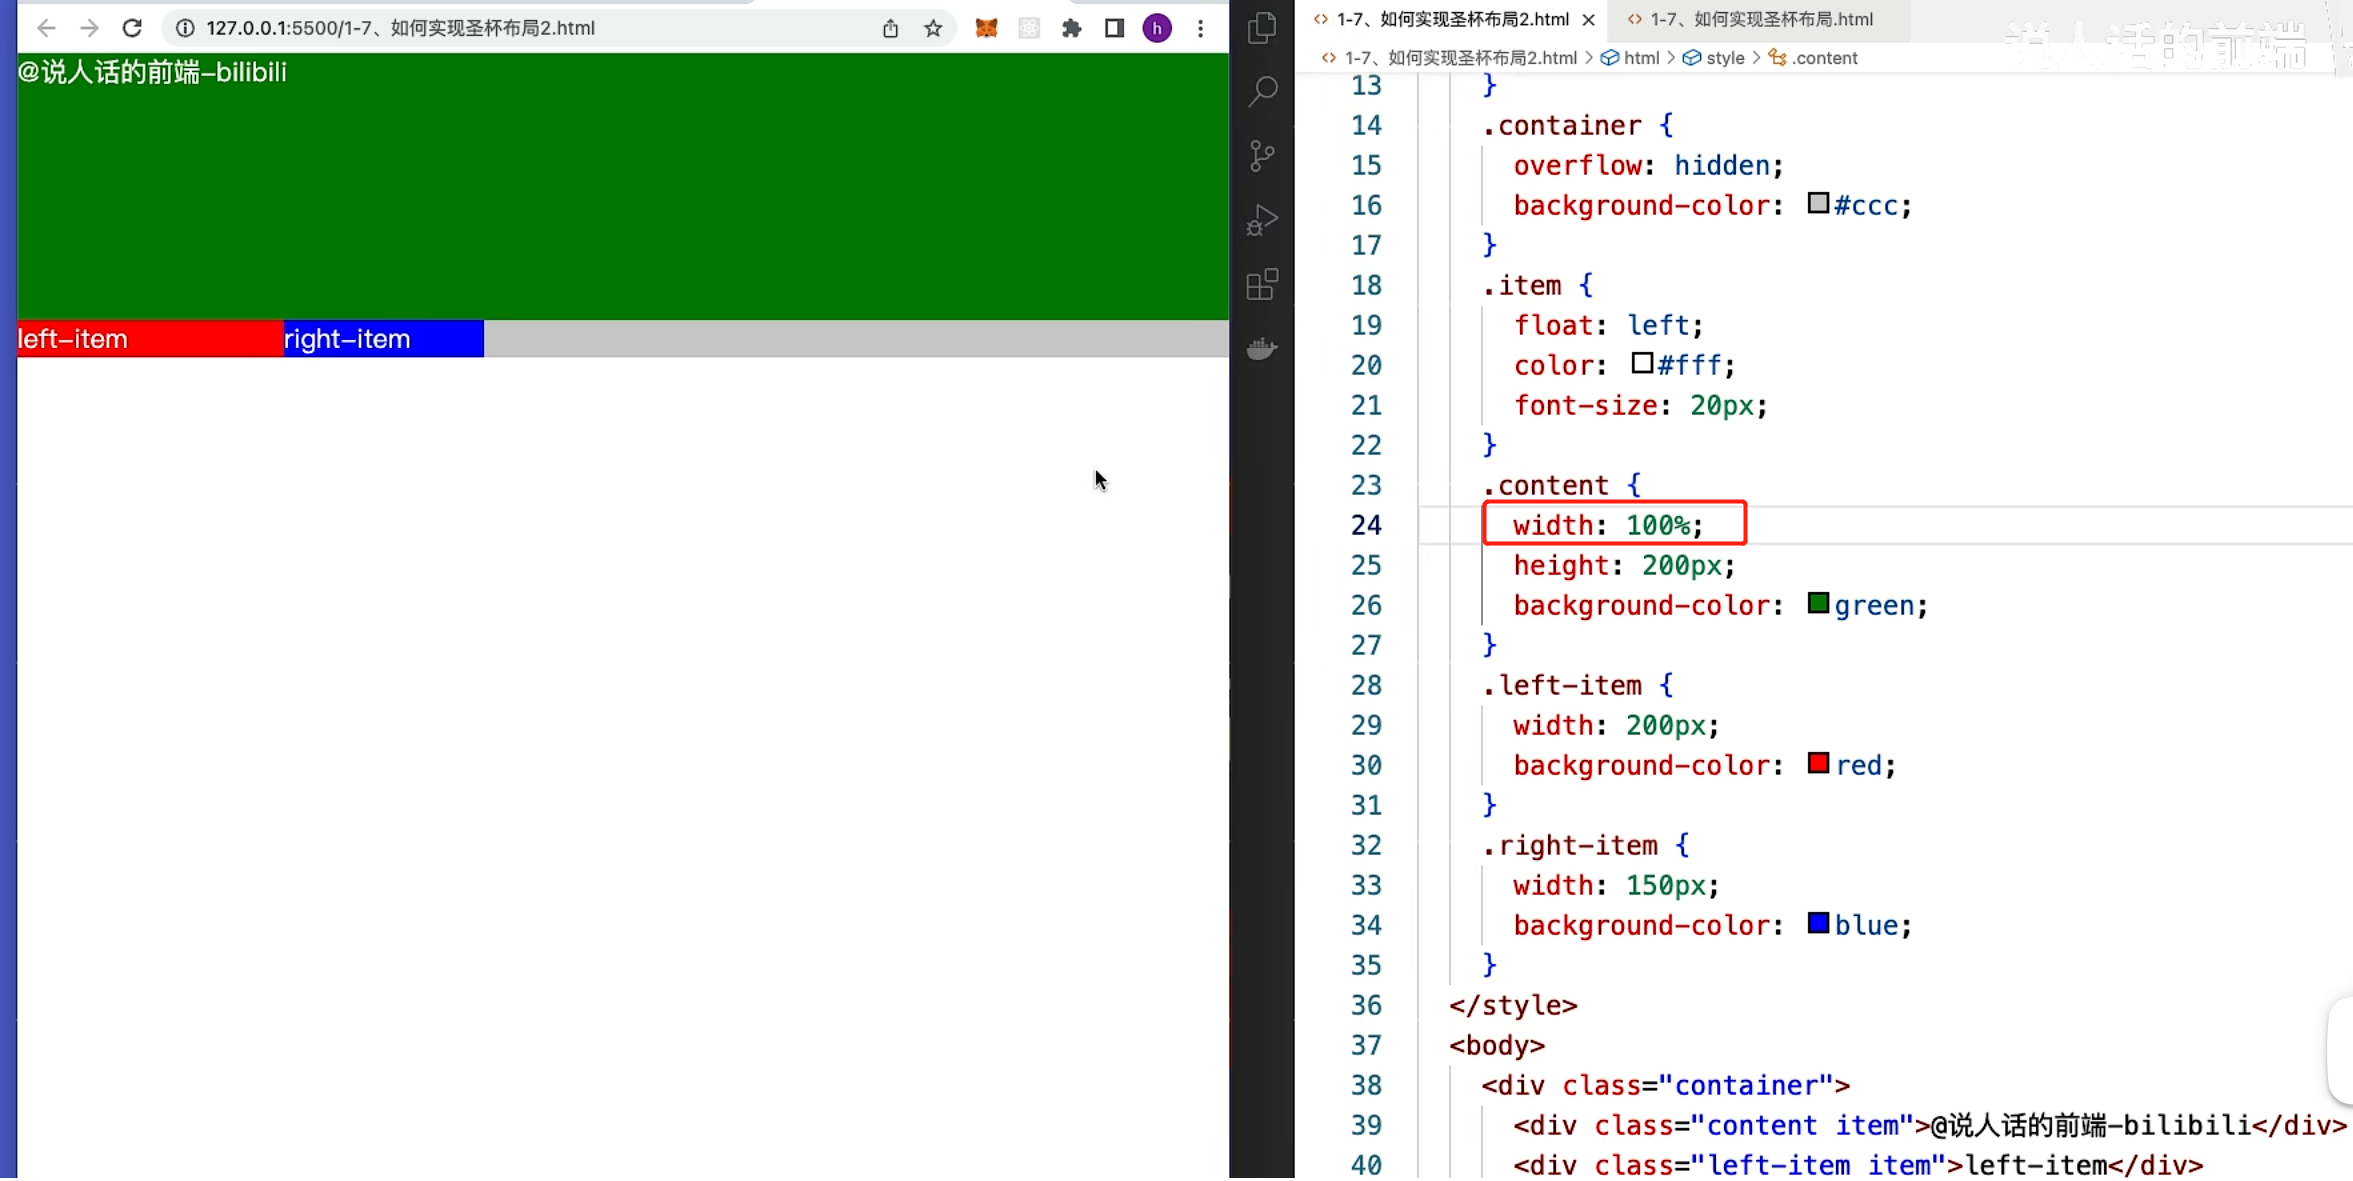 127.0.0.1:5500/1-7、如何实现圣杯布局2.html
h
@说人话的前端-bilibili
left-item
right-item
1-7、如何实现圣杯布局2.html
1-7、如何实现圣杯布局.html
说人话的前端
1-7、如何实现圣杯布局2.html > html > style > .content
13 }
14 .container {
15 overflow: hidden;
16 background-color: #ccc;
17 }
18 .item {
19 float: left;
20 color: #fff;
21 font-size: 20px;
22 }
23 .content {
24 width: 100%;
25 height: 200px;
26 background-color: green;
27 }
28 .left-item {
29 width: 200px;
30 background-color: red;
31 }
32 .right-item {
33 width: 150px;
34 background-color: blue;
35 }
36 </style>
37 <body>
38 <div class="container">
39 <div class="content item">@说人话的前端-bilibili</div>
40 <div class="left-item item">left-item</div>